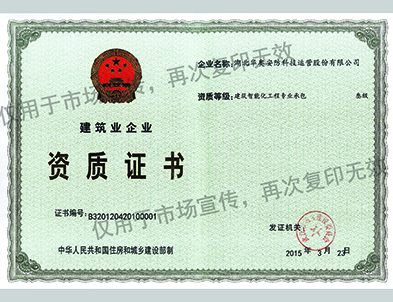 企业名称:湖北华奥安防科技运营股份有限公司
资质等级:建筑智能化工程专业承包 叁级
建筑业企业
资质证书
证书编号:B320120420100001
中华人民共和国住房和城乡建设部制
发证机关:
2015 年 3 月 23 日
仅用于市场宣传,再次复印无效
仅用于市场宣传,再次复印无效